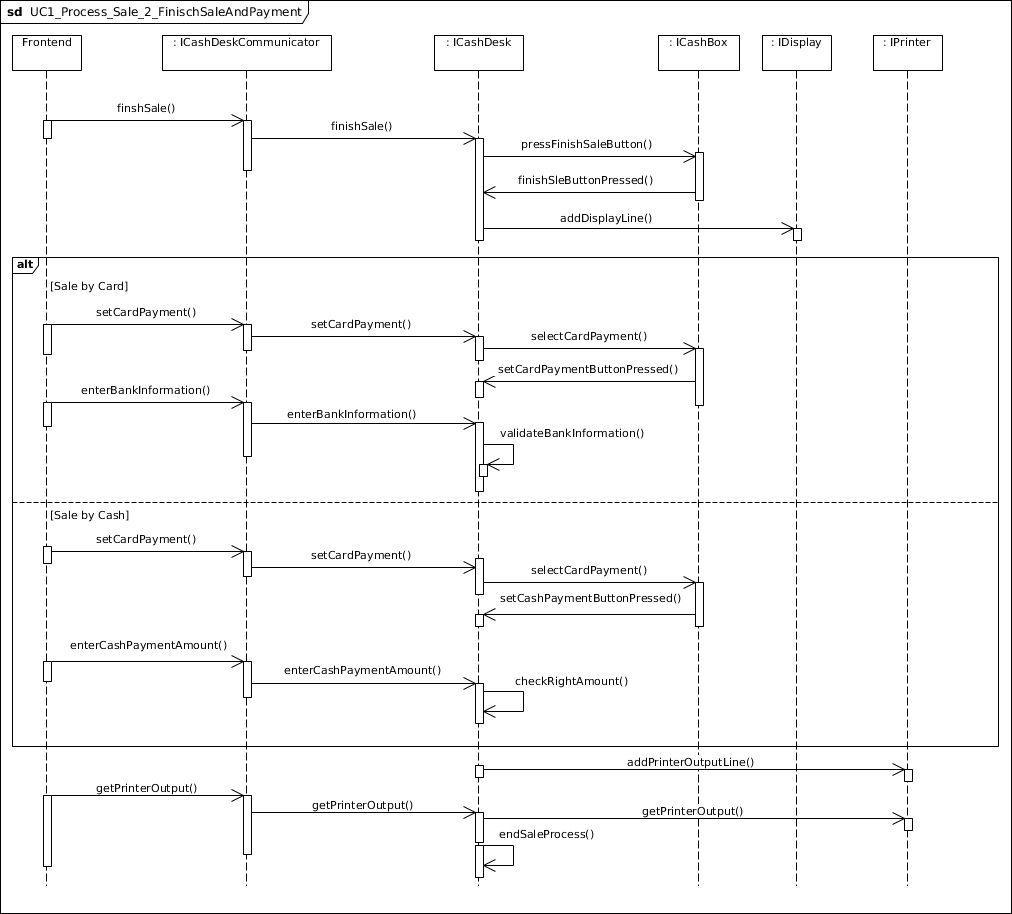 sd UC1_Process_Sale_2_FinischSaleAndPayment
Frontend
: ICashDeskCommunicator
: ICashDesk
: ICashBox
: IDisplay
: IPrinter
finshSale()
finishSale()
pressFinishSaleButton()
finishSleButtonPressed()
addDisplayLine()
alt
[Sale by Card]
setCardPayment()
setCardPayment()
selectCardPayment()
setCardPaymentButtonPressed()
enterBankInformation()
enterBankInformation()
validateBankInformation()
[Sale by Cash]
setCardPayment()
setCardPayment()
selectCardPayment()
setCashPaymentButtonPressed()
enterCashPaymentAmount()
enterCashPaymentAmount()
checkRightAmount()
addPrinterOutputLine()
getPrinterOutput()
getPrinterOutput()
getPrinterOutput()
endSaleProcess()